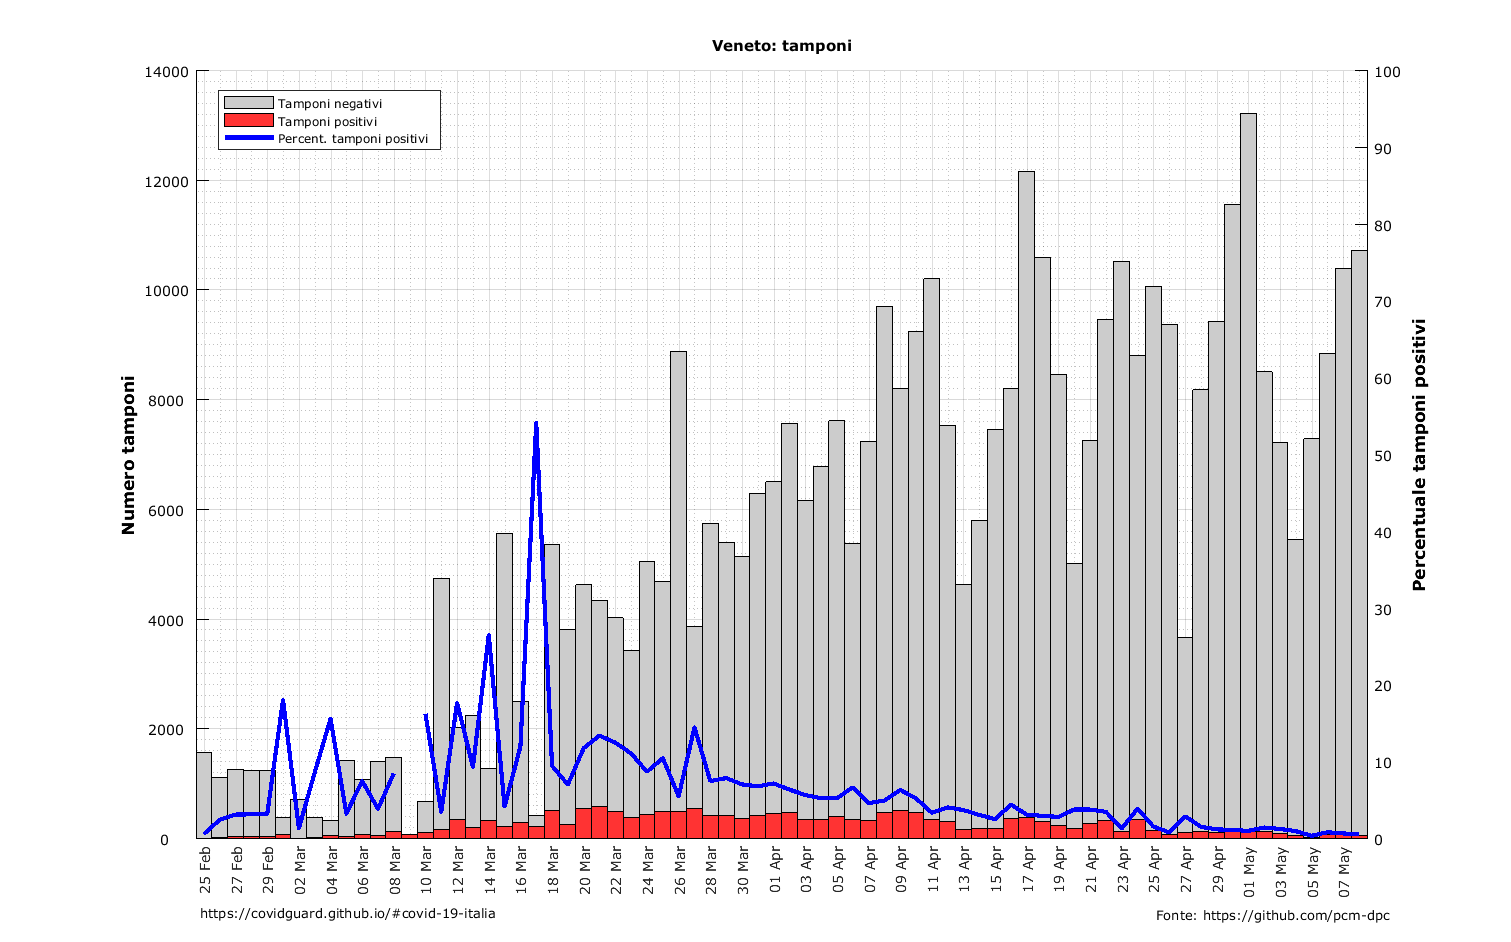 Veneto: tamponi
14000
12000
10000
8000
6000
4000
2000
0
Numero tamponi
Tamponi negativi
Tamponi positivi
Percent. tamponi positivi
100
90
80
70
60
50
40
30
20
10
0
Percentuale tamponi positivi
25 Feb
27 Feb
29 Feb
02 Mar
04 Mar
06 Mar
08 Mar
10 Mar
12 Mar
14 Mar
16 Mar
18 Mar
20 Mar
22 Mar
24 Mar
26 Mar
28 Mar
30 Mar
01 Apr
03 Apr
05 Apr
07 Apr
09 Apr
11 Apr
13 Apr
15 Apr
17 Apr
19 Apr
21 Apr
23 Apr
25 Apr
27 Apr
29 Apr
01 May
03 May
05 May
07 May
https://covidguard.github.io/#covid-19-italia
Fonte: https://github.com/pcm-dpc